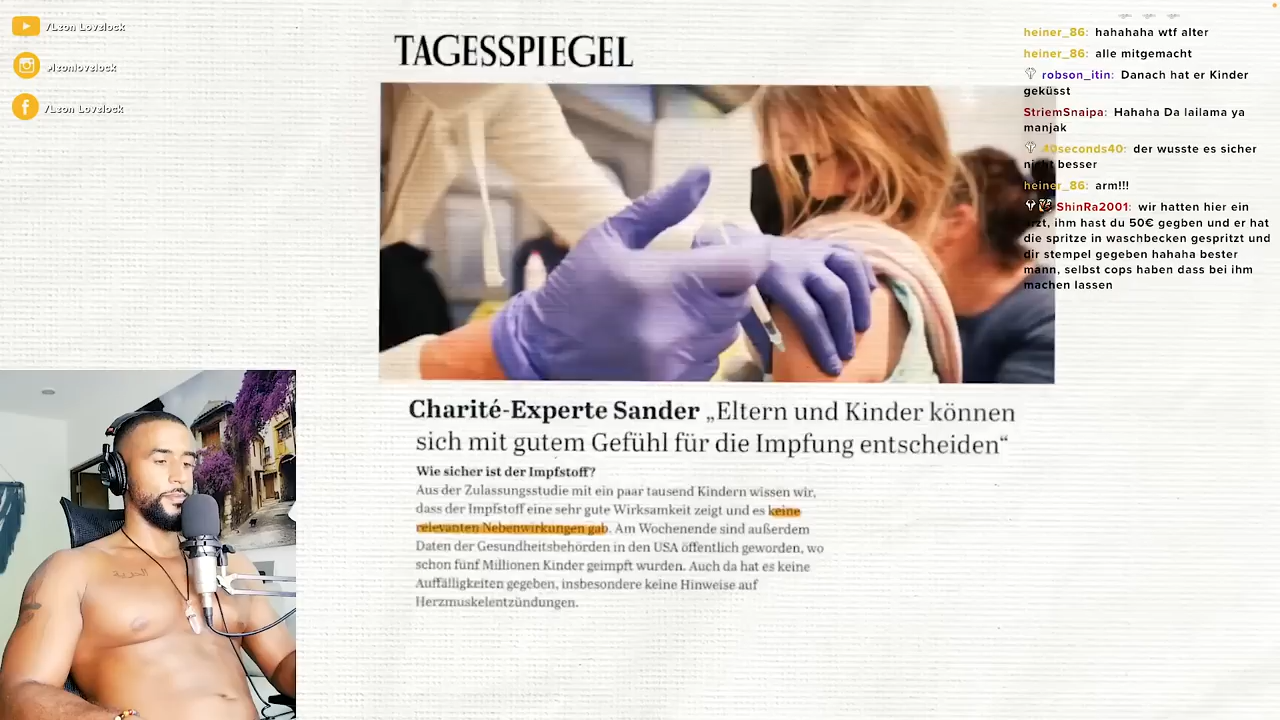 /Leon Lovelock
/leonlovelock
/Leon Lovelock
TAGESSPIEGEL
Charité-Experte Sander „Eltern und Kinder können
sich mit gutem Gefühl für die Impfung entscheiden“
Wie sicher ist der Impfstoff?
Aus der Zulassungsstudie mit ein paar tausend Kindern wissen wir,
dass der Impfstoff eine sehr gute Wirksamkeit zeigt und es keine
relevanten Nebenwirkungen gab. Am Wochenende sind außerdem
Daten der Gesundheitsbehörden in den USA öffentlich geworden, wo
schon fünf Millionen Kinder geimpft wurden. Auch da hat es keine
Auffälligkeiten gegeben, insbesondere keine Hinweise auf
Herzmuskelentzündungen.
heiner_86: hahahaha wtf alter
heiner_86: alle mitgemacht
robson_itin: Danach hat er Kinder
geküsst
StriemSnaipa: Hahaha Da lailama ya
manjak
40seconds40: der wusste es sicher
nicht besser
heiner_86: arm!!!
ShinRa2001: wir hatten hier ein
arzt, ihm hast du 50€ gegben und er hat
die spritze in waschbecken gespritzt und
dir stempel gegeben hahaha bester
mann, selbst cops haben dass bei ihm
machen lassen